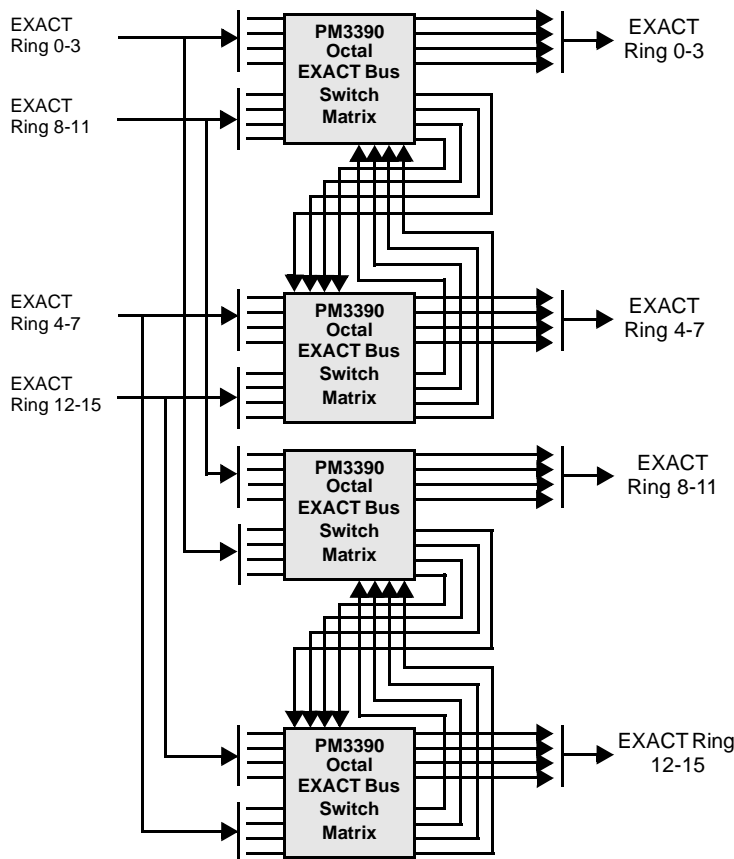 EXACT
Ring 0-3
PM3390
Octal
EXACT Bus
Switch
Matrix
EXACT
Ring 0-3
EXACT
Ring 8-11
EXACT
Ring 4-7
PM3390
Octal
EXACT Bus
Switch
Matrix
EXACT
Ring 4-7
EXACT
Ring 12-15
PM3390
Octal
EXACT Bus
Switch
Matrix
EXACT
Ring 8-11
PM3390
Octal
EXACT Bus
Switch
Matrix
EXACT Ring
12-15